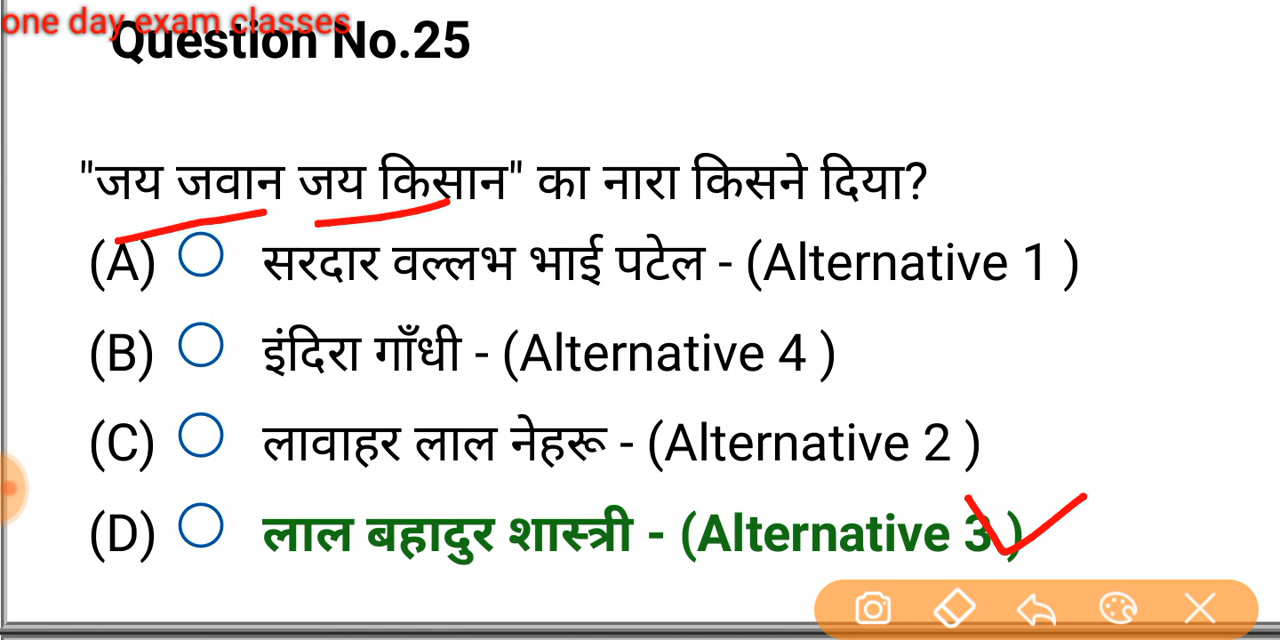 one day exam classes
Question No.25
"जय जवान जय किसान" का नारा किसने दिया?
(A) सरदार वल्लभ भाई पटेल - (Alternative 1 )
(B) इंदिरा गाँधी - (Alternative 4 )
(C) लावाहर लाल नेहरू - (Alternative 2 )
(D) लाल बहादुर शास्त्री - (Alternative 3 )